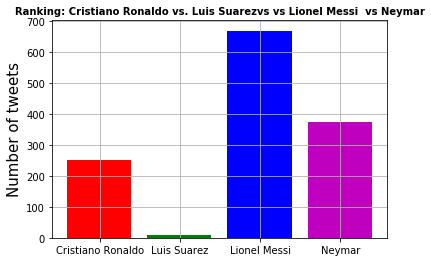 Ranking: Cristiano Ronaldo vs. Luis Suarezvs vs Lionel Messi  vs Neymar
Number of tweets
700
600
500
400
300
200
100
0
Cristiano Ronaldo Luis Suarez Lionel Messi Neymar